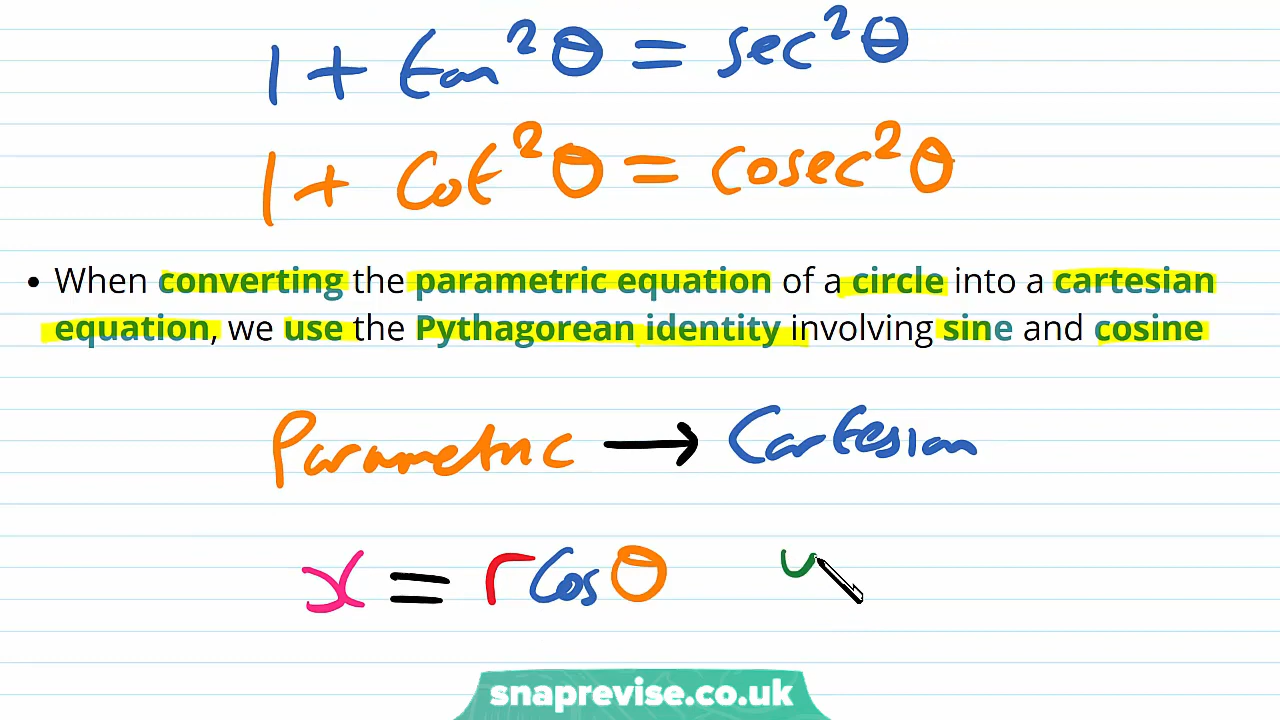 1 + tan²θ = sec²θ
1 + cot²θ = cosec²θ
• When converting the parametric equation of a circle into a cartesian
equation, we use the Pythagorean identity involving sine and cosine
Parametric → Cartesian
x = r cos θ
snaprevise.co.uk